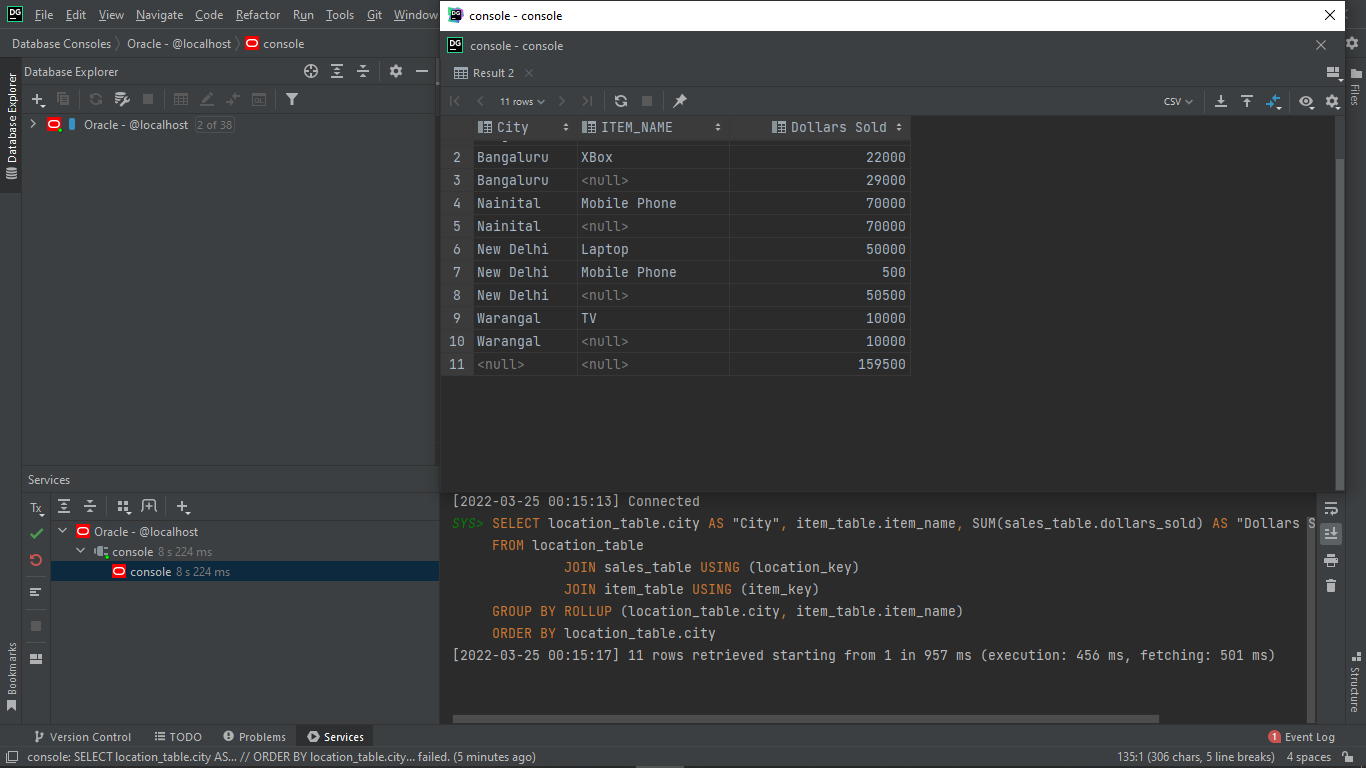 DG File Edit View Navigate Code Refactor Run Tools Git Window
console - console
Database Consoles Oracle - @localhost console
DG console - console
Database Explorer
Result 2
11 rows
CSV
Oracle - @localhost 2 of 38
Database Explorer
Files
City ITEM_NAME Dollars Sold
2 Bangaluru XBox 22000
3 Bangaluru <null> 29000
4 Nainital Mobile Phone 70000
5 Nainital <null> 70000
6 New Delhi Laptop 50000
7 New Delhi Mobile Phone 500
8 New Delhi <null> 50500
9 Warangal TV 10000
10 Warangal <null> 10000
11 <null> <null> 159500
Services
Tx
Oracle - @localhost
console 8 s 224 ms
console 8 s 224 ms
[2022-03-25 00:15:13] Connected
SYS> SELECT location_table.city AS "City", item_table.item_name, SUM(sales_table.dollars_sold) AS "Dollars S
FROM location_table
JOIN sales_table USING (location_key)
JOIN item_table USING (item_key)
GROUP BY ROLLUP (location_table.city, item_table.item_name)
ORDER BY location_table.city
[2022-03-25 00:15:17] 11 rows retrieved starting from 1 in 957 ms (execution: 456 ms, fetching: 501 ms)
Bookmarks
Structure
Version Control TODO Problems Services
1 Event Log
console: SELECT location_table.city AS... // ORDER BY location_table.city... failed. (5 minutes ago)
135:1 (306 chars, 5 line breaks) 4 spaces